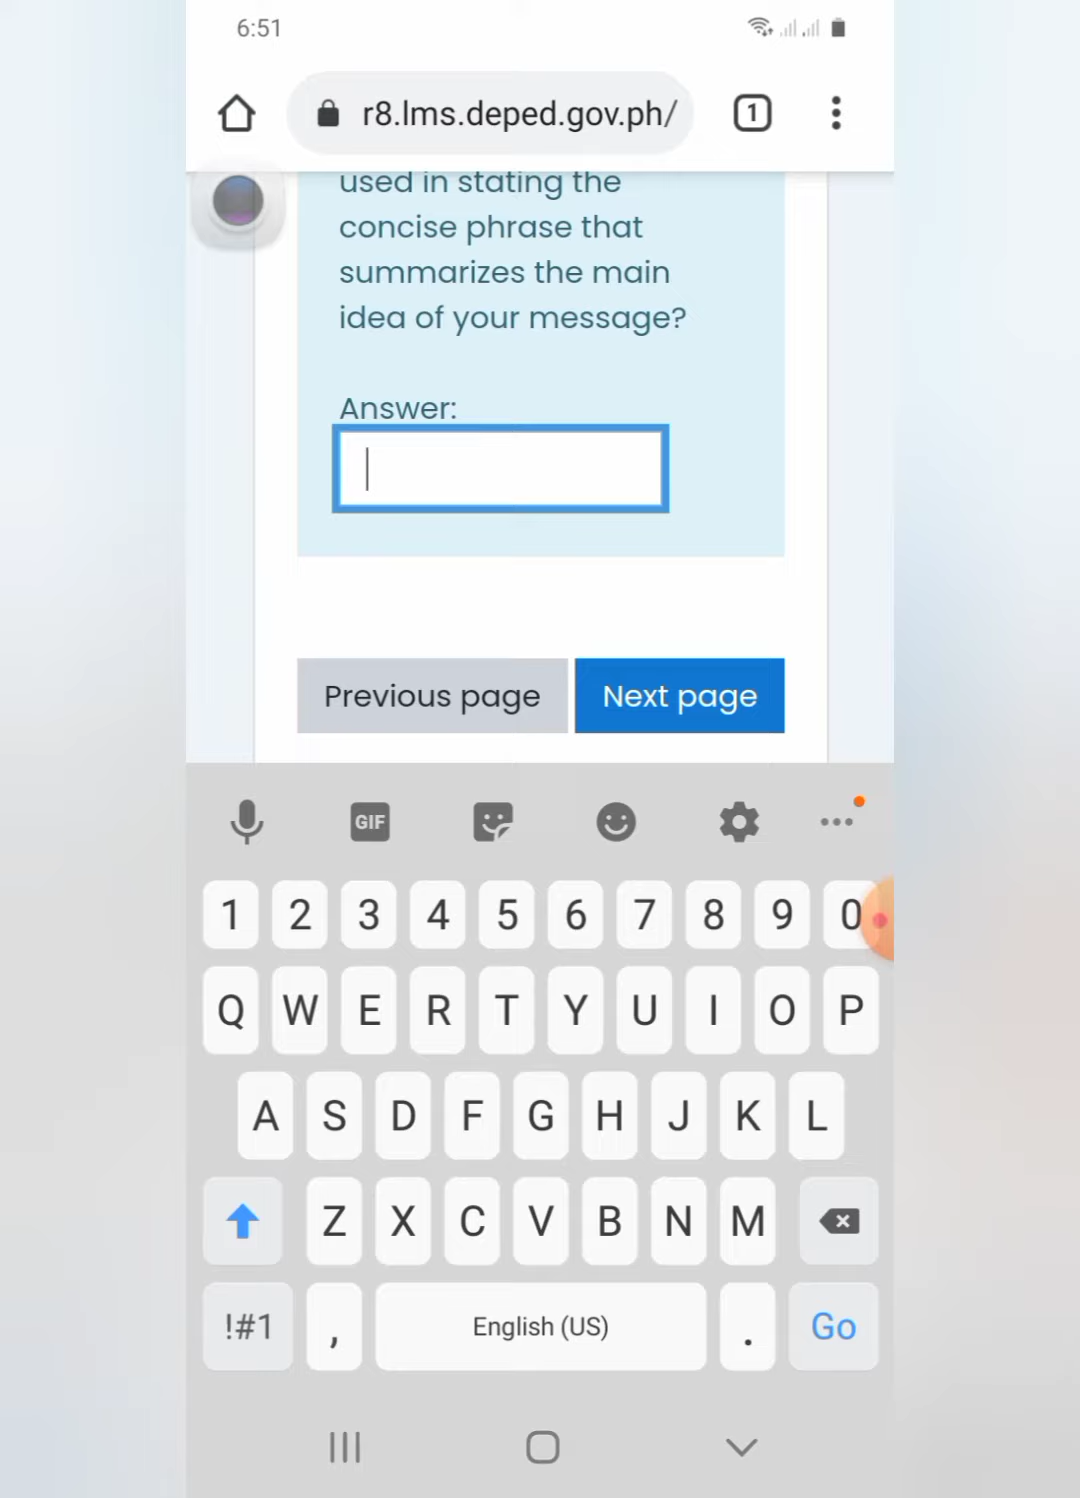 6:51
r8.lms.deped.gov.ph/
1
used in stating the
concise phrase that
summarizes the main
idea of your message?
Answer:
Previous page
Next page
GIF
1 2 3 4 5 6 7 8 9 0
Q W E R T Y U I O P
A S D F G H J K L
Z X C V B N M
!#1 , English (US) . Go